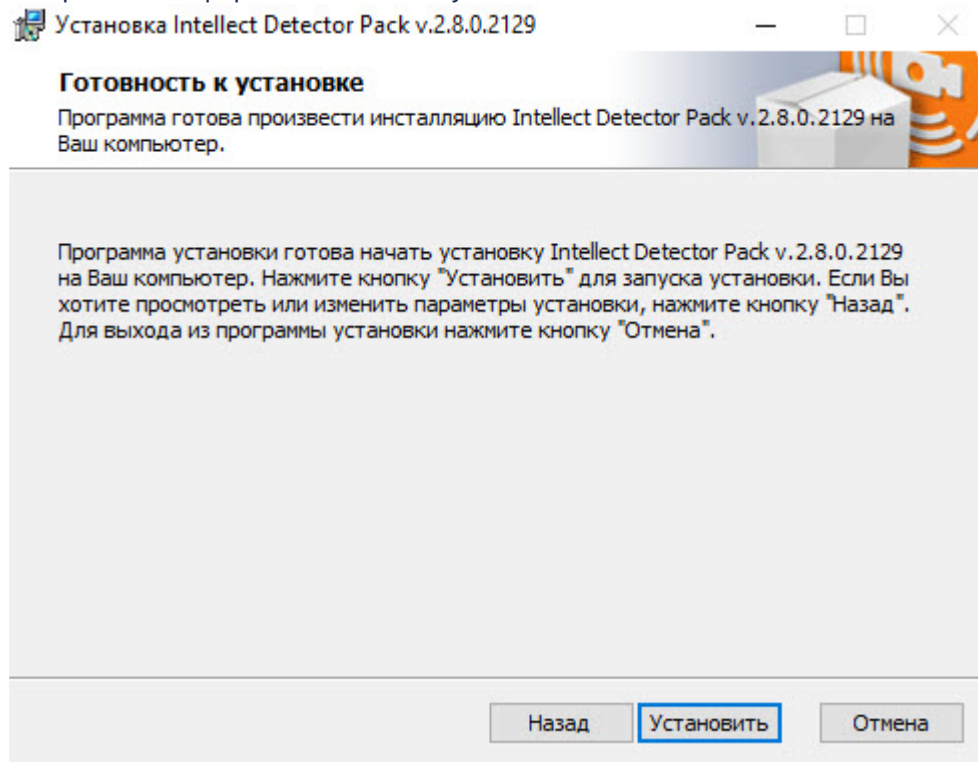 Установка Intellect Detector Pack v.2.8.0.2129
Готовность к установке
Программа готова произвести инсталляцию Intellect Detector Pack v.2.8.0.2129 на
Ваш компьютер.
Программа установки готова начать установку Intellect Detector Pack v.2.8.0.2129
на Ваш компьютер. Нажмите кнопку "Установить" для запуска установки. Если Вы
хотите просмотреть или изменить параметры установки, нажмите кнопку "Назад".
Для выхода из программы установки нажмите кнопку "Отмена".
Назад
Установить
Отмена